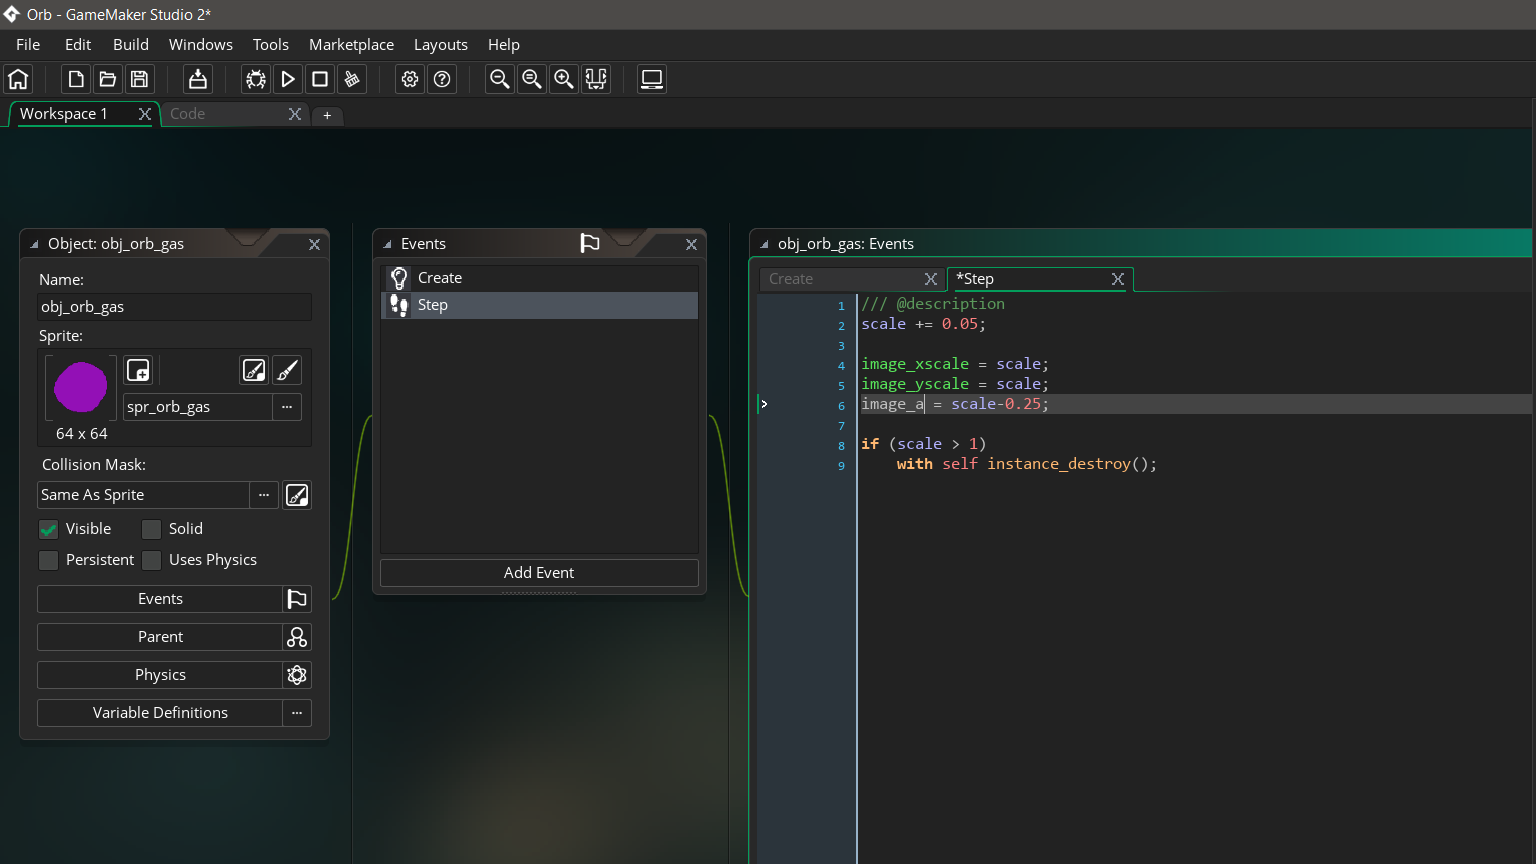 Orb - GameMaker Studio 2*
File Edit Build Windows Tools Marketplace Layouts Help
Workspace 1 Code +
Object: obj_orb_gas
Name:
obj_orb_gas
Sprite:
spr_orb_gas ...
64 x 64
Collision Mask:
Same As Sprite ...
Visible Solid
Persistent Uses Physics
Events
Parent
Physics
Variable Definitions ...
Events
Create
Step
Add Event
obj_orb_gas: Events
Create *Step
1 /// @description
2 scale += 0.05;
3
4 image_xscale = scale;
5 image_yscale = scale;
6 image_a = scale-0.25;
7
8 if (scale > 1)
9 with self instance_destroy();